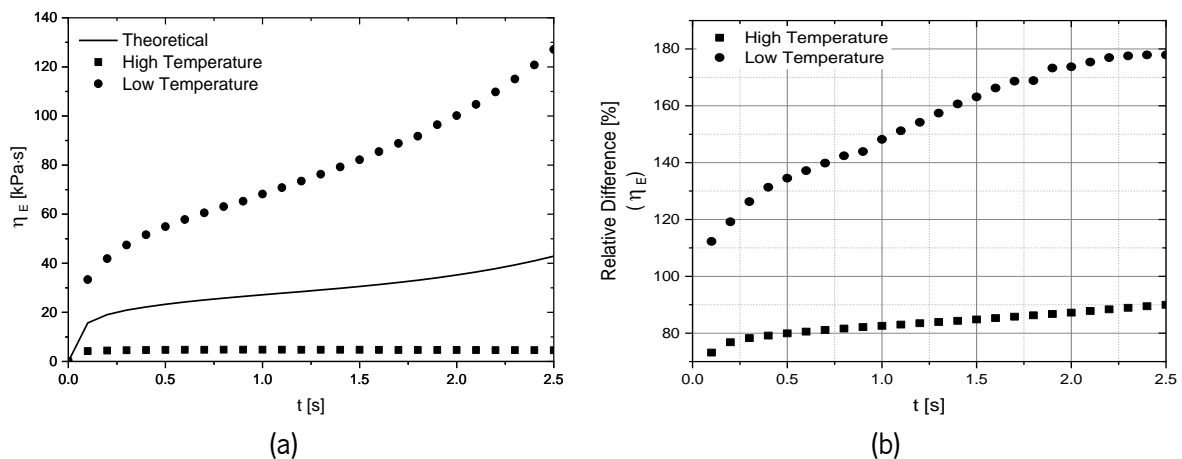 140
120
100
80
60
40
20
0
η E [kPa·s]
Theoretical
High Temperature
Low Temperature
0.0 0.5 1.0 1.5 2.0 2.5
t [s]
(a)
180
160
140
120
100
80
Relative Difference [%]
(η E)
High Temperature
Low Temperature
0.0 0.5 1.0 1.5 2.0 2.5
t [s]
(b)